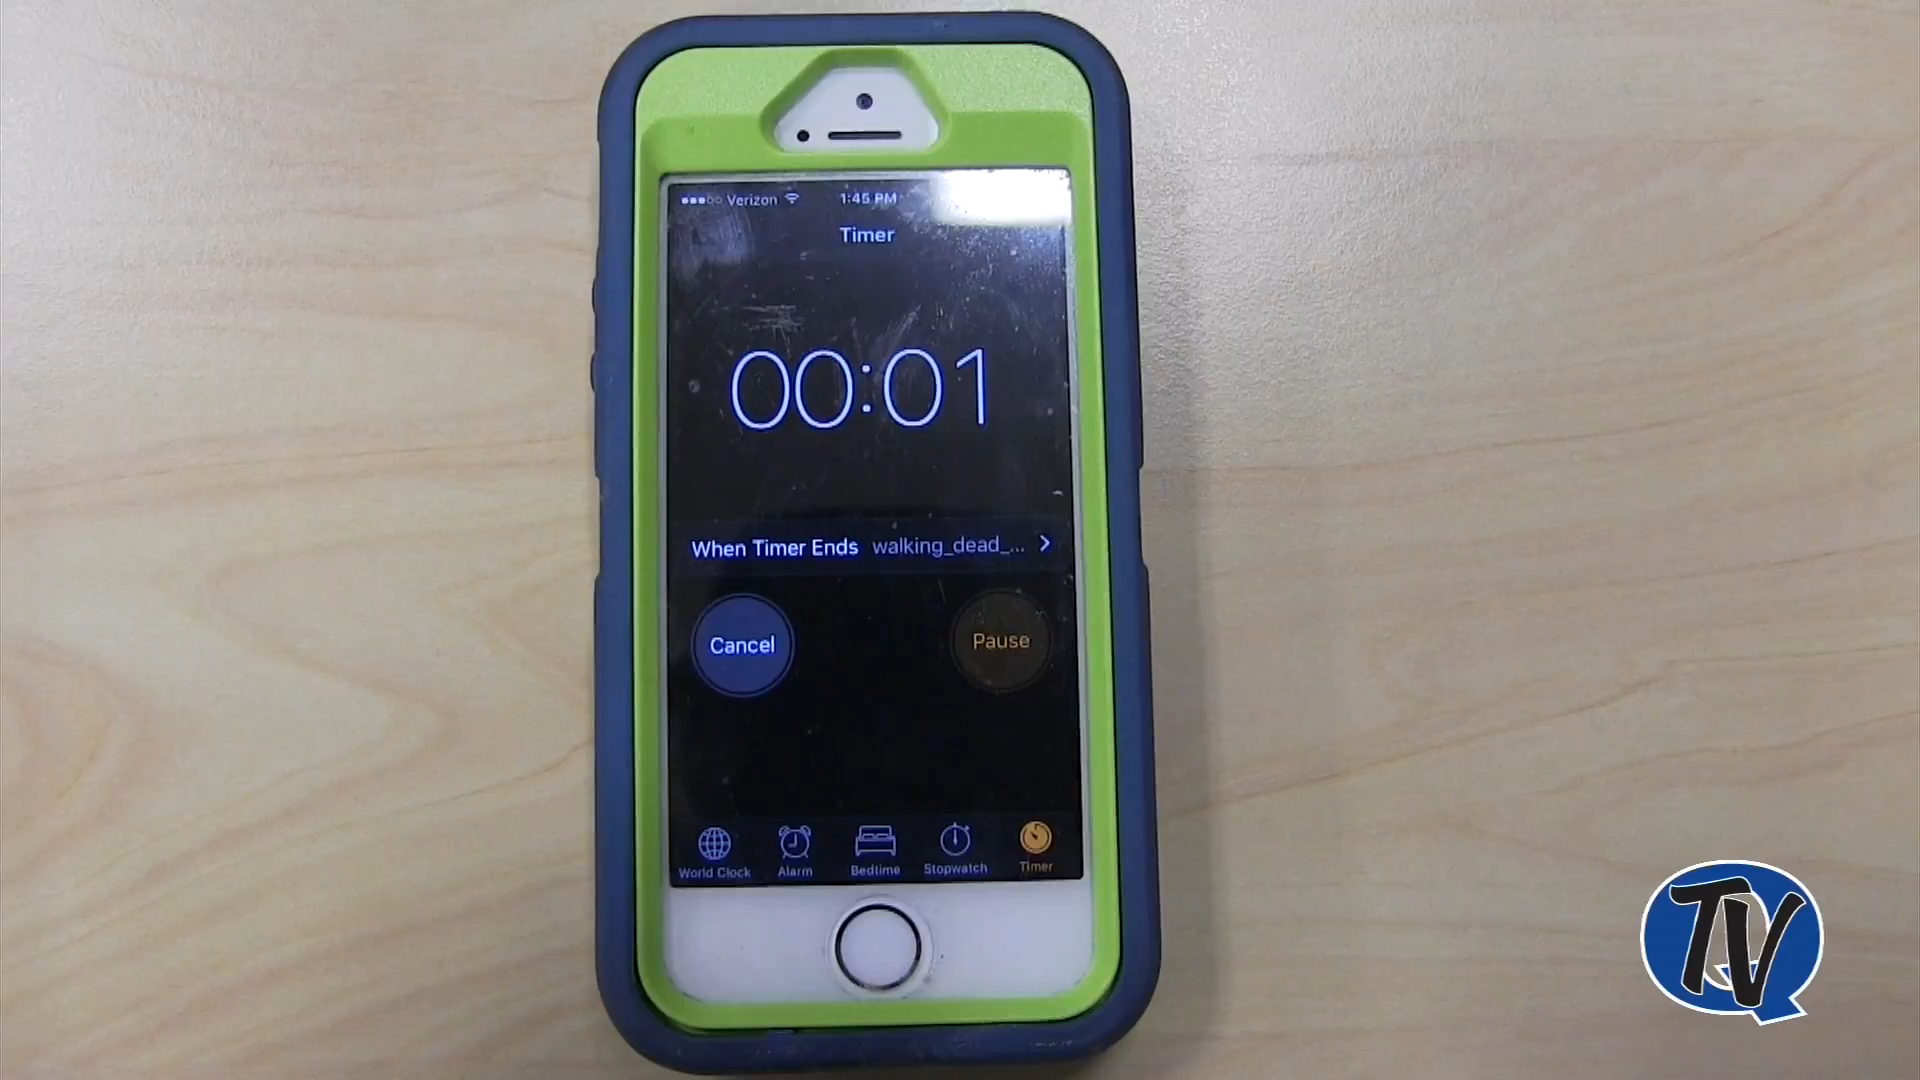 Verizon 1:45 PM
Timer
00:01
When Timer Ends walking_dead_...
Cancel Pause
World Clock Alarm Bedtime Stopwatch Timer
TVQ